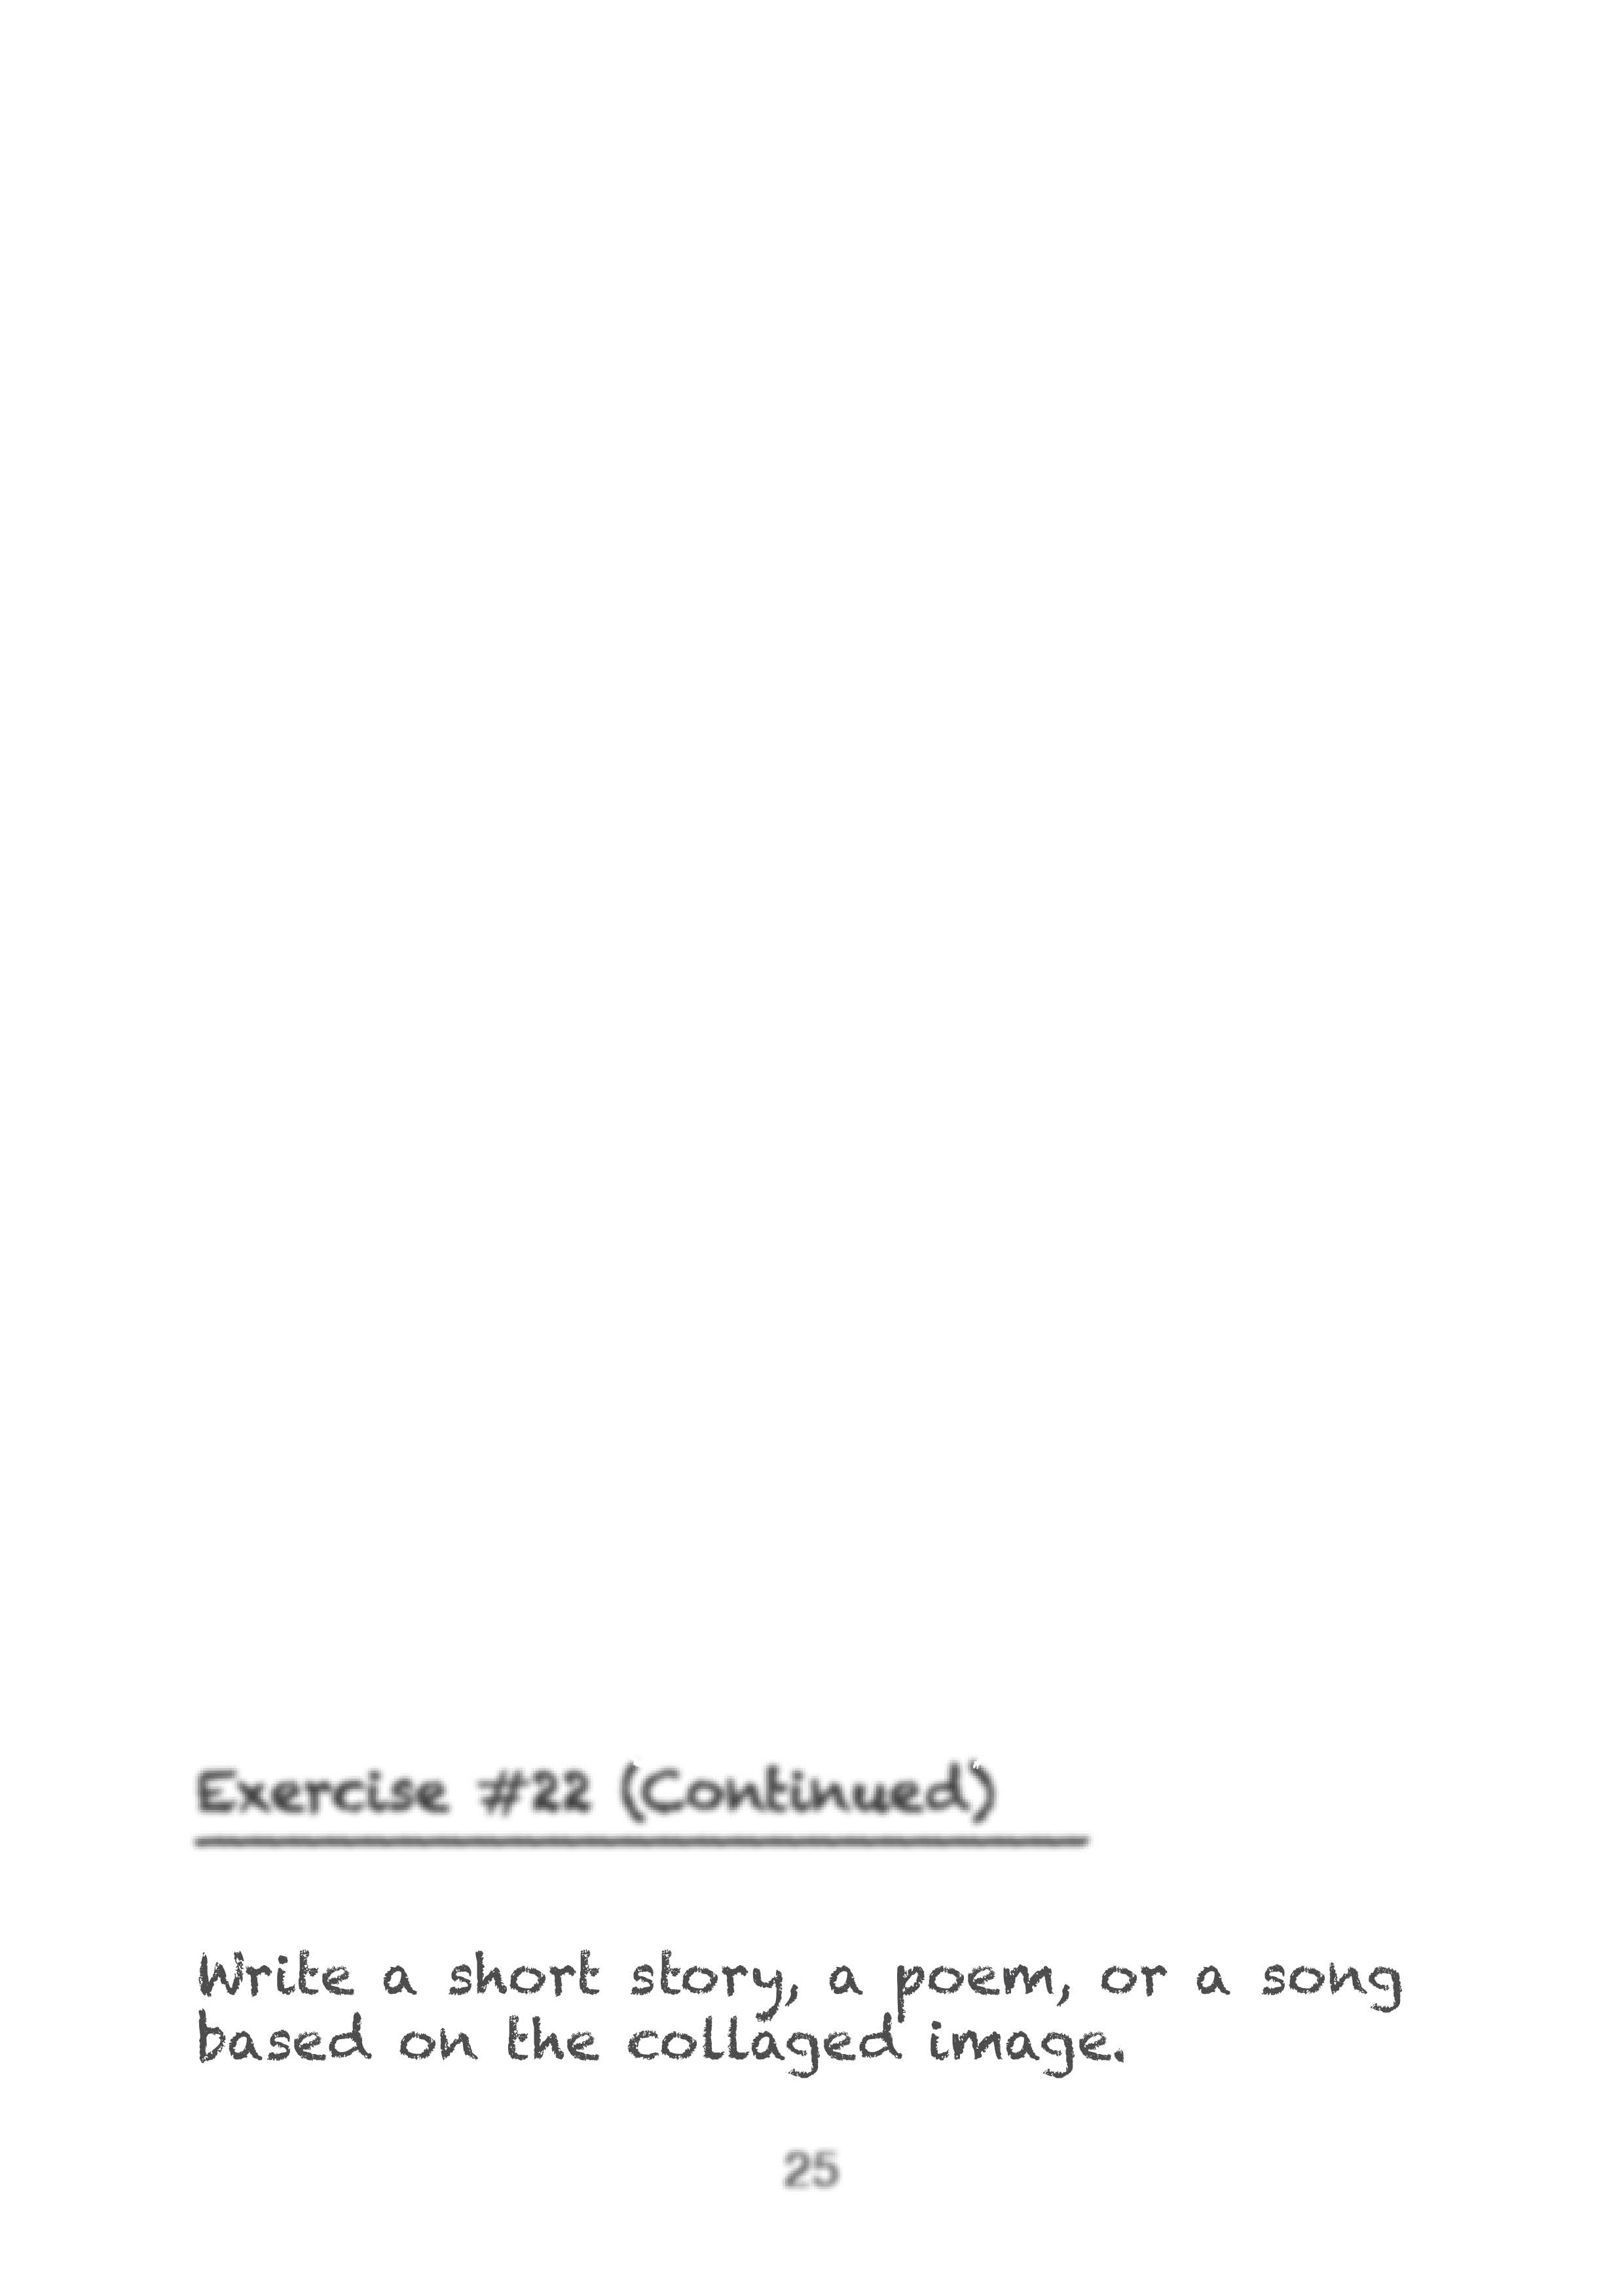 Exercise #22 (Continued)
Write a short story, a poem, or a song
based on the collaged image.
25